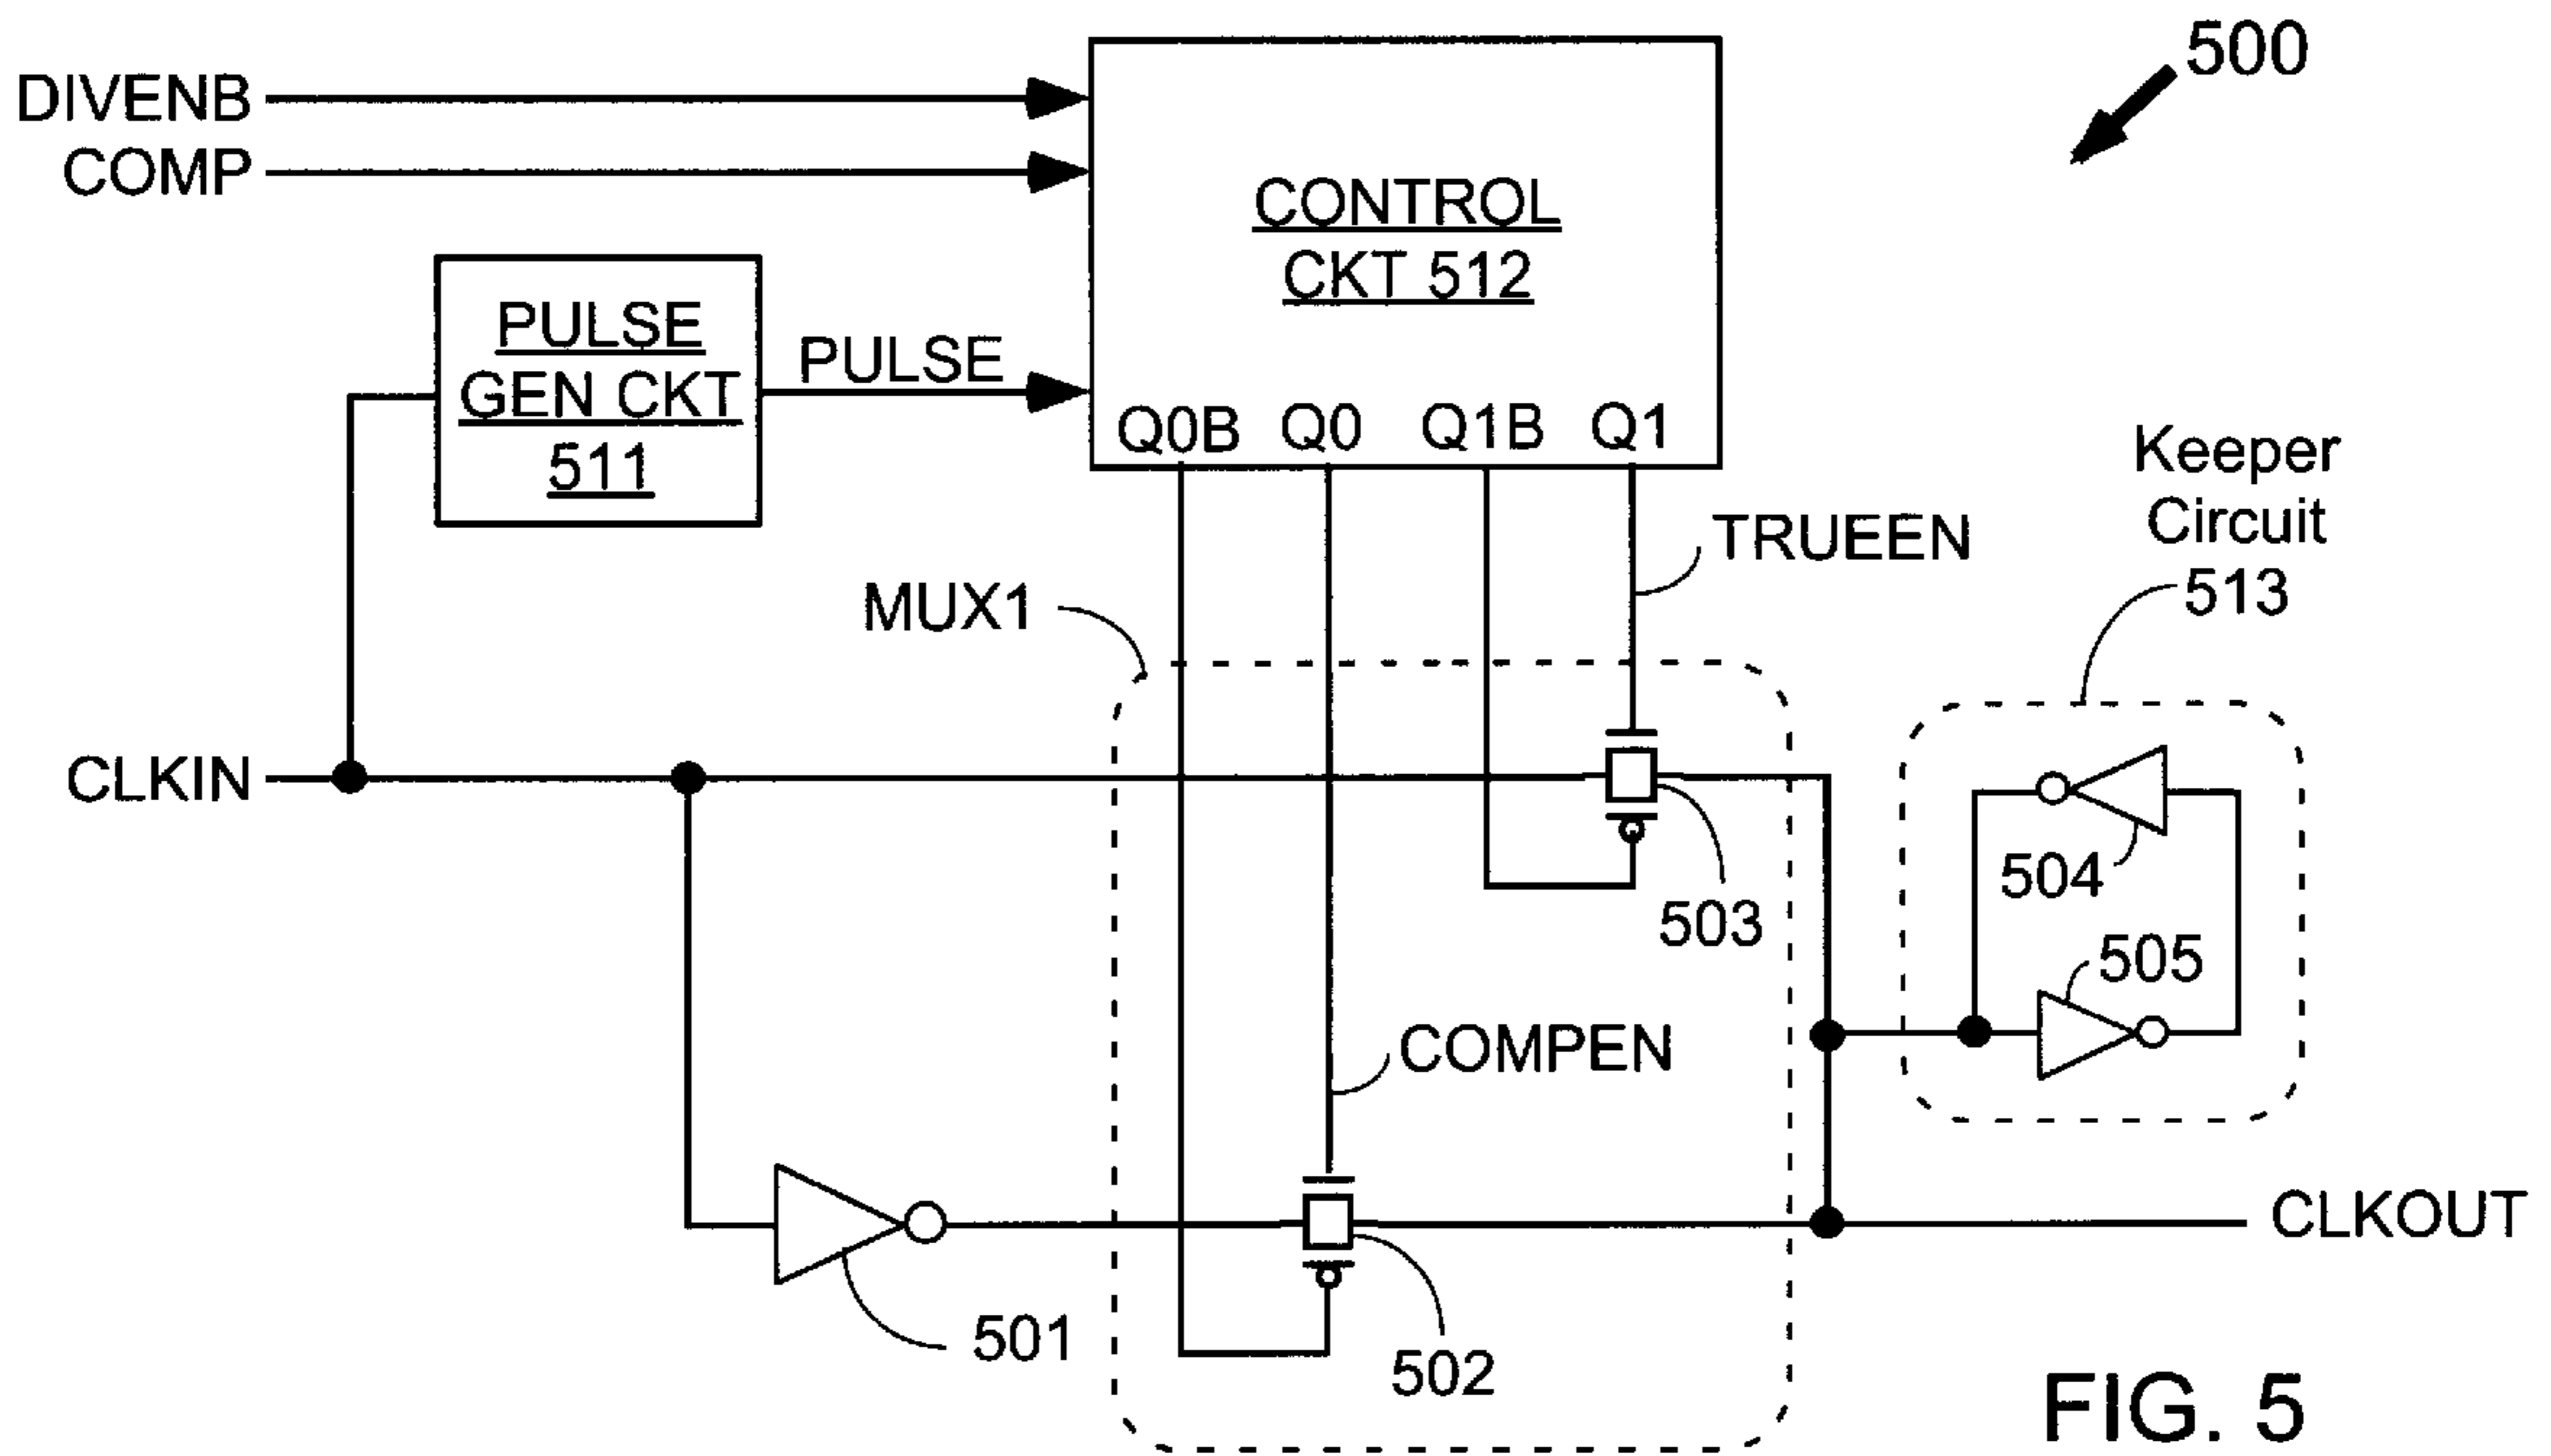 500
DIVENB
COMP
CONTROL
CKT 512
PULSE
GEN CKT
511
PULSE
Q0B Q0 Q1B Q1
Keeper
Circuit
513
TRUEEN
MUX1
CLKIN
504
503
505
COMPEN
CLKOUT
501
502
FIG. 5